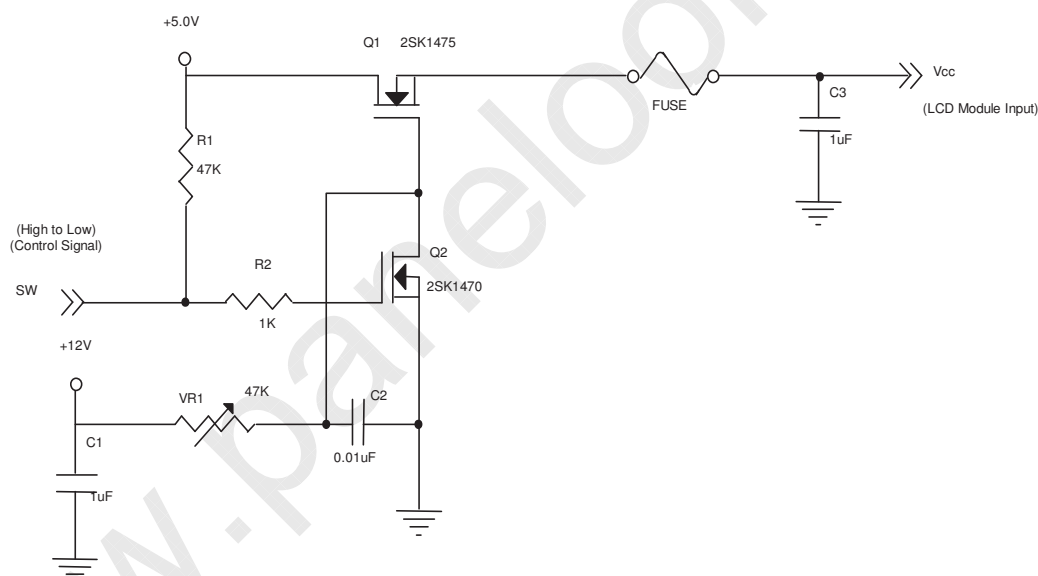 +5.0V
Q1 2SK1475
Vcc
C3
FUSE
(LCD Module Input)
R1
1uF
47K
(High to Low)
(Control Signal)
Q2
R2
SW
2SK1470
1K
+12V
VR1
47K
C2
C1
0.01uF
1uF
w.paneloo